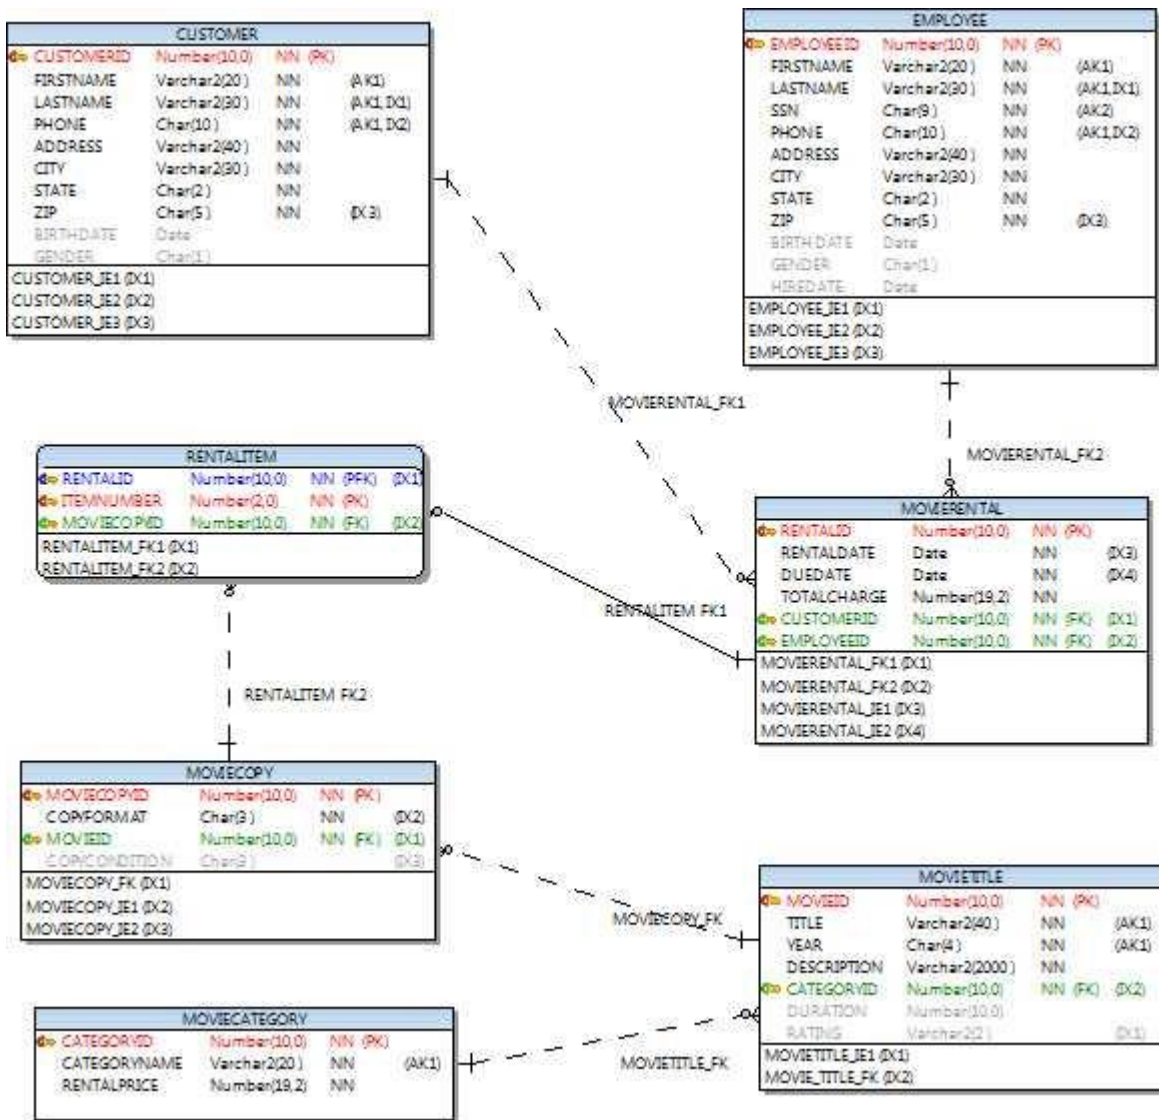 CUSTOMER
CUSTOMERID Number(10,0) NN (PK)
FIRSTNAME Varchar2(20) NN (AK1)
LASTNAME Varchar2(30) NN (AK1,IX1)
PHONE Char(10) NN (AK1,IX2)
ADDRESS Varchar2(40) NN
CITY Varchar2(30) NN
STATE Char(2) NN
ZIP Char(5) NN (IX3)
BIRTHDATE Date
GENDER Char(1)
CUSTOMER_IE1 (IX1)
CUSTOMER_IE2 (IX2)
CUSTOMER_IE3 (IX3)
EMPLOYEE
EMPLOYEEID Number(10,0) NN (PK)
FIRSTNAME Varchar2(20) NN (AK1)
LASTNAME Varchar2(30) NN (AK1,IX1)
SSN Char(9) NN (AK2)
PHONE Char(10) NN (AK1,IX2)
ADDRESS Varchar2(40) NN
CITY Varchar2(30) NN
STATE Char(2) NN
ZIP Char(5) NN (IX3)
BIRTHDATE Date
GENDER Char(1)
HIREDATE Date
EMPLOYEE_IE1 (IX1)
EMPLOYEE_IE2 (IX2)
EMPLOYEE_IE3 (IX3)
MOVIERENTAL_FK1
MOVIERENTAL_FK2
RENTALITEM
RENTALID Number(10,0) NN (PFK) (IX1)
ITEMNUMBER Number(2,0) NN (PK)
MOVIECOPYID Number(10,0) NN (FK) (IX2)
RENTALITEM_FK1 (IX1)
RENTALITEM_FK2 (IX2)
MOVIERENTAL
RENTALID Number(10,0) NN (PK)
RENTALDATE Date NN (IX3)
DUEDATE Date NN (IX4)
TOTALCHARGE Number(19,2) NN
CUSTOMERID Number(10,0) NN (FK) (IX1)
EMPLOYEEID Number(10,0) NN (FK) (IX2)
MOVIERENTAL_FK1 (IX1)
MOVIERENTAL_FK2 (IX2)
MOVIERENTAL_IE1 (IX3)
MOVIERENTAL_IE2 (IX4)
RENTALITEM FK1
RENTALITEM FK2
MOVIECOPY
MOVIECOPYID Number(10,0) NN (PK)
COPYFORMAT Char(3) NN (IX2)
MOVIEID Number(10,0) NN (FK) (IX1)
COPYCONDITION Char(3) (IX3)
MOVIECOPY_FK (IX1)
MOVIECOPY_IE1 (IX2)
MOVIECOPY_IE2 (IX3)
MOVIECOPY_FK
MOVIETITLE
MOVIEID Number(10,0) NN (PK)
TITLE Varchar2(40) NN (AK1)
YEAR Char(4) NN (AK1)
DESCRIPTION Varchar2(2000) NN
CATEGORYID Number(10,0) NN (FK) (IX2)
DURATION Number(10,0)
RATING Varchar2(2) (IX1)
MOVIETITLE_IE1 (IX1)
MOVIE_TITLE_FK (IX2)
MOVIECATEGORY
CATEGORYID Number(10,0) NN (PK)
CATEGORYNAME Varchar2(20) NN (AK1)
RENTALPRICE Number(19,2) NN
MOVIETITLE_FK